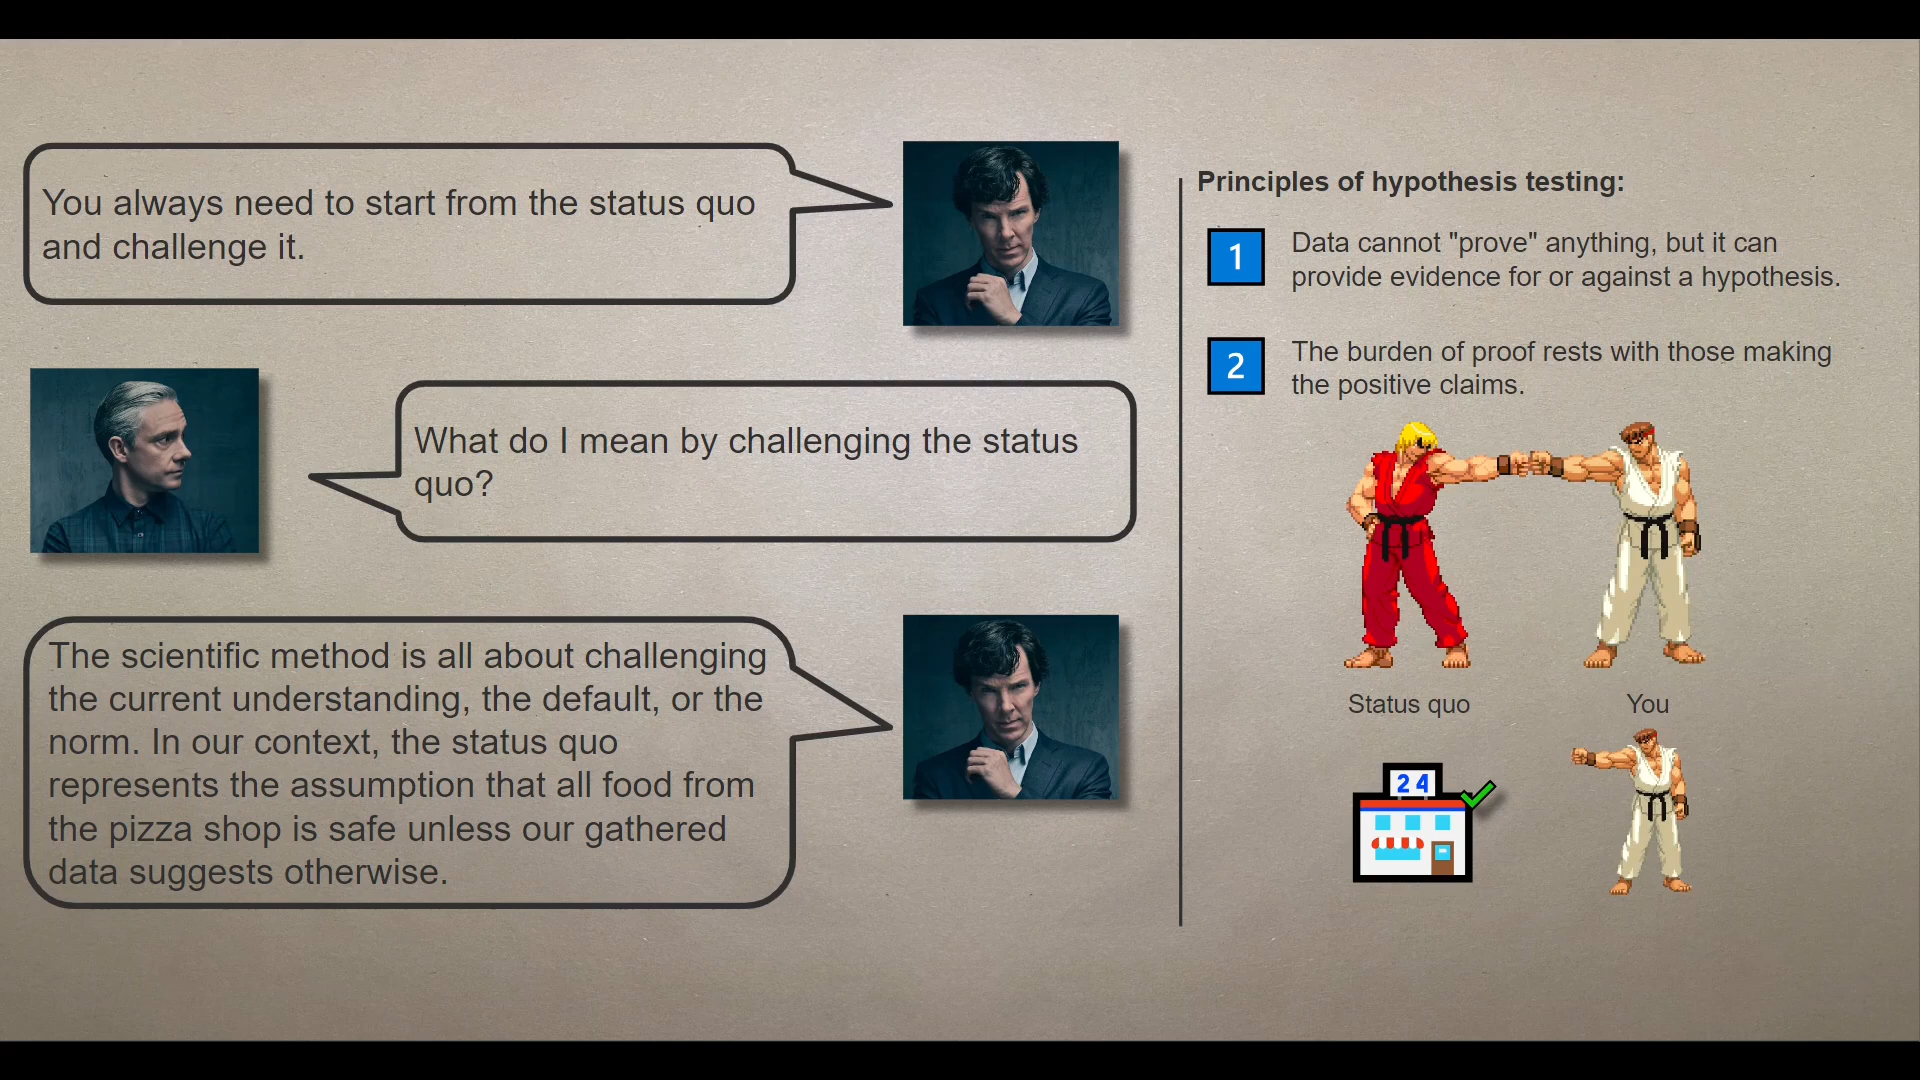 You always need to start from the status quo
and challenge it.
What do I mean by challenging the status
quo?
The scientific method is all about challenging
the current understanding, the default, or the
norm. In our context, the status quo
represents the assumption that all food from
the pizza shop is safe unless our gathered
data suggests otherwise.
Principles of hypothesis testing:
1
Data cannot "prove" anything, but it can
provide evidence for or against a hypothesis.
2
The burden of proof rests with those making
the positive claims.
Status quo
You
24